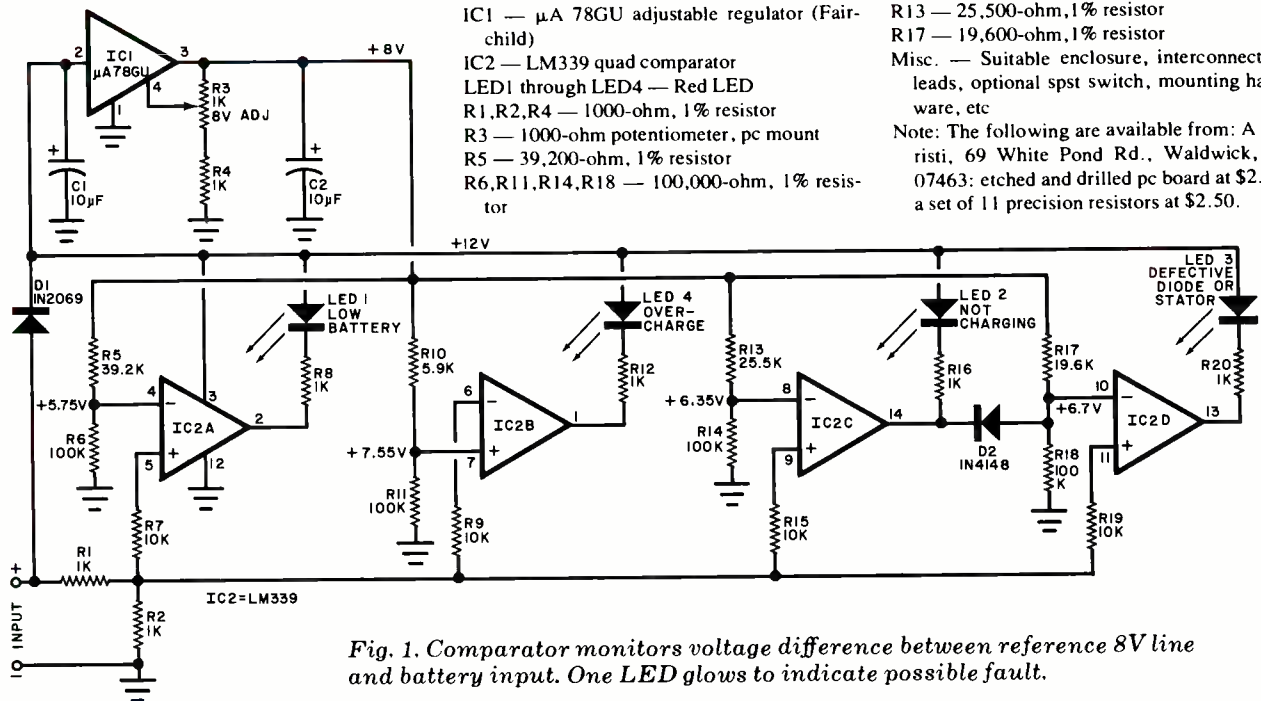 IC1 — μA 78GU adjustable regulator (Fair-
child)
IC2 — LM339 quad comparator
LED1 through LED4 — Red LED
R1,R2,R4 — 1000-ohm, 1% resistor
R3 — 1000-ohm potentiometer, pc mount
R5 — 39,200-ohm, 1% resistor
R6,R11,R14,R18 — 100,000-ohm, 1% resis-
tor
R13 — 25,500-ohm, 1% resistor
R17 — 19,600-ohm, 1% resistor
Misc. — Suitable enclosure, interconnect
leads, optional spst switch, mounting ha
ware, etc
Note: The following are available from: A
risti, 69 White Pond Rd., Waldwick,
07463: etched and drilled pc board at $2.
a set of 11 precision resistors at $2.50.
2
IC1
μA78GU
3
4
1
+8V
R3
1K
8V ADJ
R4
1K
+
C1
10μF
+
C2
10μF
+12V
D1
IN2069
LED 1
LOW
BATTERY
LED 4
OVER-
CHARGE
LED 2
NOT
CHARGING
LED 3
DEFECTIVE
DIODE OR
STATOR
R5
39.2K
R8
1K
R10
5.9K
R12
1K
R13
25.5K
R16
1K
R17
19.6K
R20
1K
+5.75V
4
−
3
IC2A
2
+
5
12
R6
100K
R7
10K
+7.55V
6
−
IC2B
1
+
7
R11
100K
R9
10K
+6.35V
8
−
IC2C
14
+
9
R14
100K
R15
10K
D2
IN4148
+6.7V
10
−
IC2D
13
+
11
R18
100
K
R19
10K
+
R1
1K
INPUT
R2
1K
IC2=LM339
Fig. 1. Comparator monitors voltage difference between reference 8V line
and battery input. One LED glows to indicate possible fault.